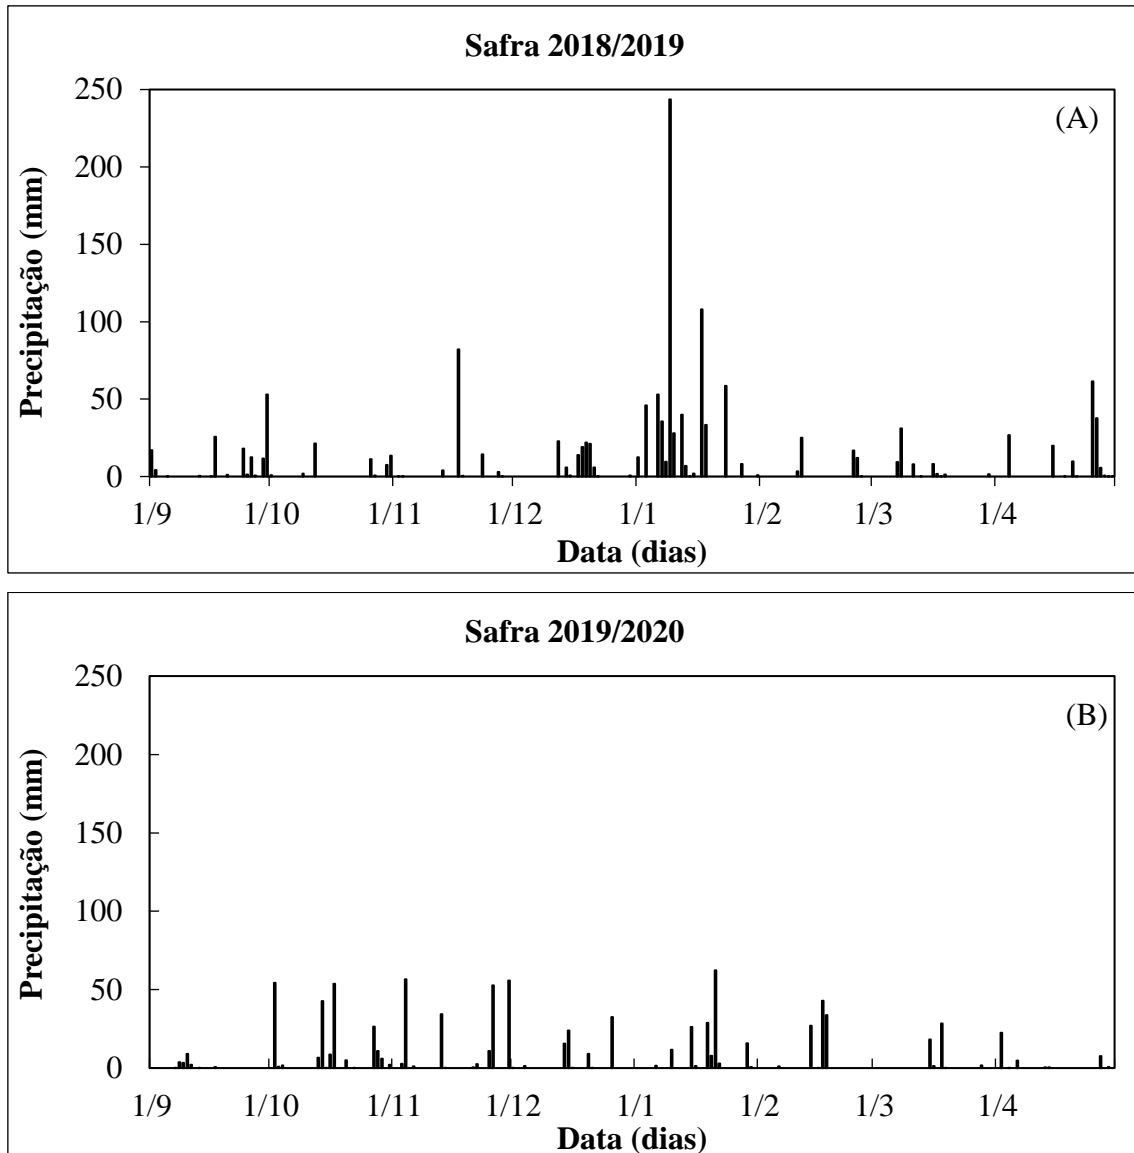 Safra 2018/2019
(A)
250
200
150
100
50
0
Precipitação (mm)
1/9 1/10 1/11 1/12 1/1 1/2 1/3 1/4
Data (dias)
Safra 2019/2020
(B)
250
200
150
100
50
0
Precipitação (mm)
1/9 1/10 1/11 1/12 1/1 1/2 1/3 1/4
Data (dias)